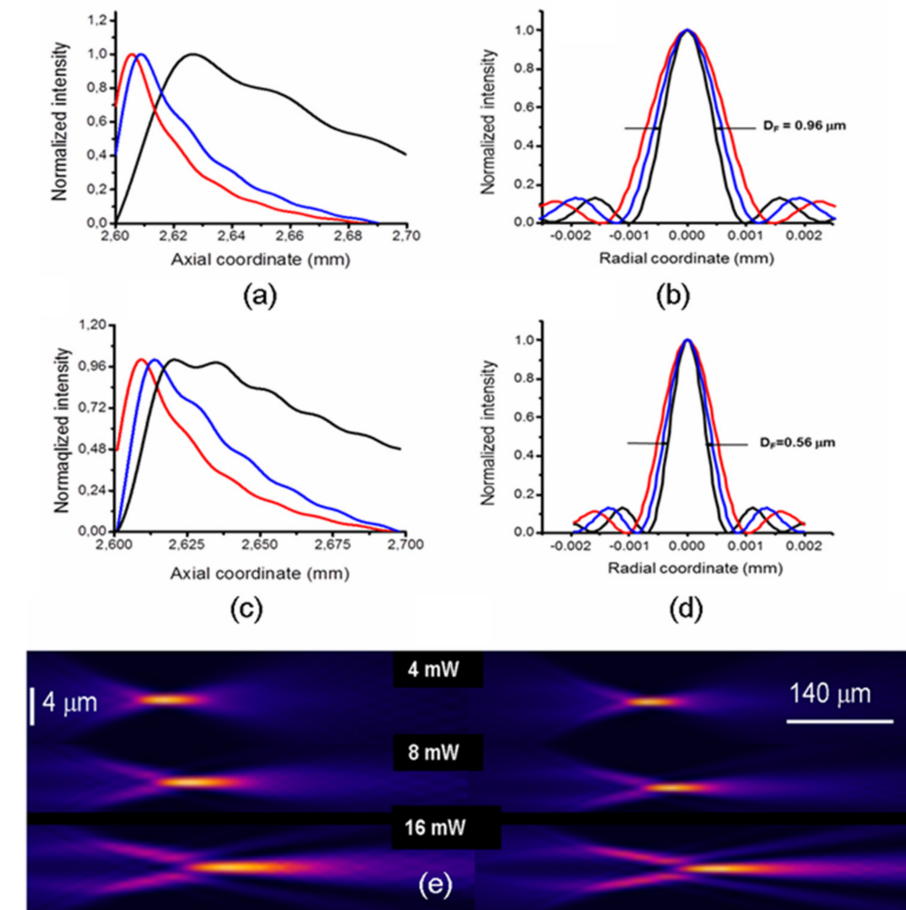 1,2
1,0
0,8
0,6
0,4
0,2
0,0
Normalized intensity
2,60 2,62 2,64 2,66 2,68 2,70
Axial coordinate (mm)
(a)
1.0
0.8
0.6
0.4
0.2
0.0
Normalized intensity
D_F = 0.96 μm
-0.002 -0.001 0.000 0.001 0.002
Radial coordinate (mm)
(b)
1,20
0,96
0,72
0,48
0,24
0,00
Normaqlized intensity
2,600 2,625 2,650 2,675 2,700
Axial coordinate (mm)
(c)
1.0
0.8
0.6
0.4
0.2
0.0
Normalized intensity
D_F=0.56 μm
-0.002 -0.001 0.000 0.001 0.002
Radial coordinate (mm)
(d)
4 mW
4 μm
140 μm
8 mW
16 mW
(e)